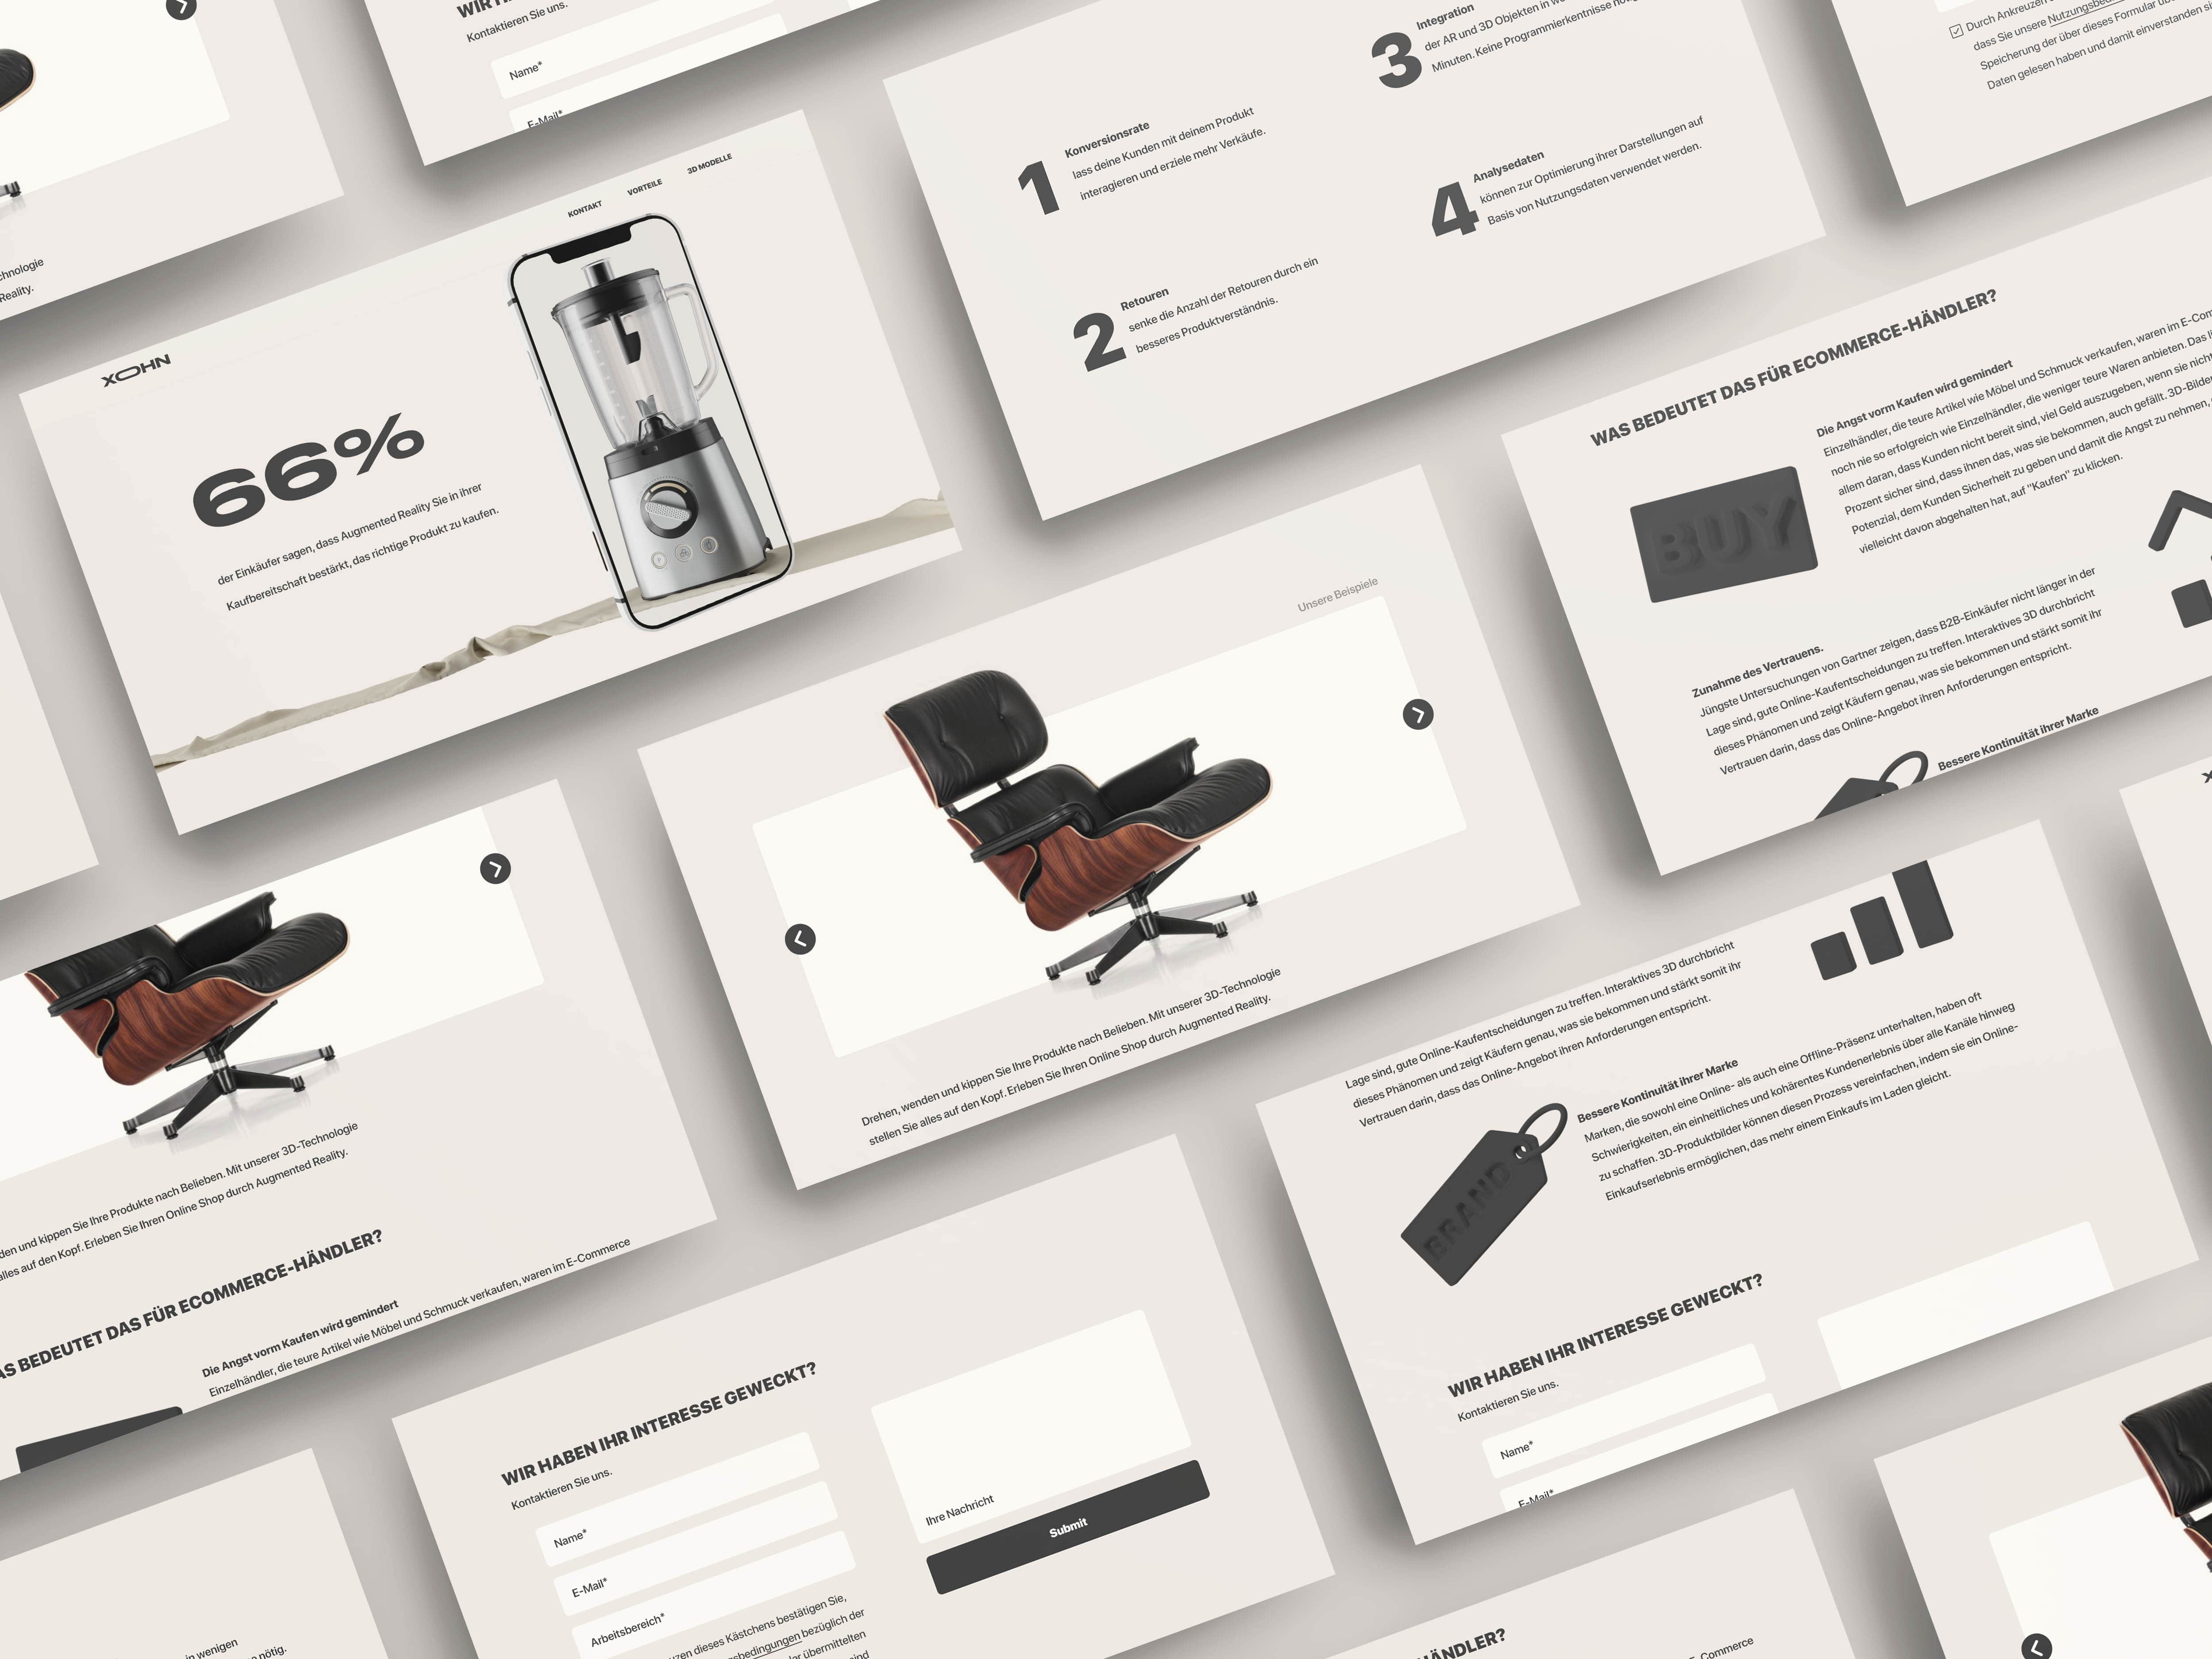 chnologie
Reality.
Kontaktieren Sie uns.
Name*
E-Mail*
XOHN
KONTAKT
VORTEILE
3D MODELLE
66%
der Einkäufer sagen, dass Augmented Reality Sie in ihrer
Kaufbereitschaft bestärkt, das richtige Produkt zu kaufen.
1
Konversionsrate
lass deine Kunden mit deinem Produkt
interagieren und erziele mehr Verkäufe.
2
Retouren
senke die Anzahl der Retouren durch ein
besseres Produktverständnis.
3
Integration
der AR und 3D Objekten in
Minuten. Keine Programmierkentnisse
4
Analysedaten
können zur Optimierung ihrer Darstellungen auf
Basis von Nutzungsdaten verwendet werden.
Durch Ankreuzen
dass Sie unsere
Speicherung der über dieses Formular
Daten gelesen haben und damit einverstanden
WAS BEDEUTET DAS FÜR ECOMMERCE-HÄNDLER?
BUY
Die Angst vorm Kaufen wird gemindert
Einzelhändler, die teure Artikel wie Möbel und Schmuck verkaufen, waren im
noch nie so erfolgreich wie Einzelhändler, die weniger teure Waren anbieten. Das
allem daran, dass Kunden nicht bereit sind, viel Geld auszugeben, wenn sie nicht
Prozent sicher sind, dass ihnen das, was sie bekommen, auch gefällt.
Potenzial, dem Kunden Sicherheit zu geben und damit die Angst zu nehmen,
vielleicht davon abgehalten hat, auf "Kaufen" zu klicken.
Zunahme des Vertrauens.
Jüngste Untersuchungen von Gartner zeigen, dass B2B-Einkäufer nicht länger in der
Lage sind, gute Online-Kaufentscheidungen zu treffen. Interaktives 3D durchbricht
dieses Phänomen und zeigt Käufern genau, was sie bekommen und stärkt somit ihr
Vertrauen darin, dass das Online-Angebot ihren Anforderungen entspricht.
Bessere Kontinuität ihrer Marke
Unsere Beispiele
Drehen, wenden und kippen Sie Ihre Produkte nach Belieben. Mit unserer 3D-Technologie
stellen Sie alles auf den Kopf. Erleben Sie Ihren Online Shop durch Augmented Reality.
und kippen Sie Ihre Produkte nach Belieben. Mit unserer 3D-Technologie
alles auf den Kopf. Erleben Sie Ihren Online Shop durch Augmented Reality.
BEDEUTET DAS FÜR ECOMMERCE-HÄNDLER?
Die Angst vorm Kaufen wird gemindert
Einzelhändler, die teure Artikel wie Möbel und Schmuck verkaufen, waren im E-Commerce
Lage sind, gute Online-Kaufentscheidungen zu treffen. Interaktives 3D durchbricht
dieses Phänomen und zeigt Käufern genau, was sie bekommen und stärkt somit ihr
Vertrauen darin, dass das Online-Angebot ihren Anforderungen entspricht.
BRAND
Bessere Kontinuität ihrer Marke
Marken, die sowohl eine Online- als auch eine Offline-Präsenz unterhalten, haben oft
Schwierigkeiten, ein einheitliches und kohärentes Kundenerlebnis über alle Kanäle hinweg
zu schaffen. 3D-Produktbilder können diesen Prozess vereinfachen, indem sie ein Online-
Einkaufserlebnis ermöglichen, das mehr einem Einkaufs im Laden gleicht.
WIR HABEN IHR INTERESSE GEWECKT?
Kontaktieren Sie uns.
Name*
E-Mail*
WIR HABEN IHR INTERESSE GEWECKT?
Kontaktieren Sie uns.
Name*
E-Mail*
Arbeitsbereich*
Ihre Nachricht
Submit
dieses Kästchens bestätigen Sie,
bezüglich der
übermittelten
in wenigen
nötig.
HÄNDLER?
Commerce